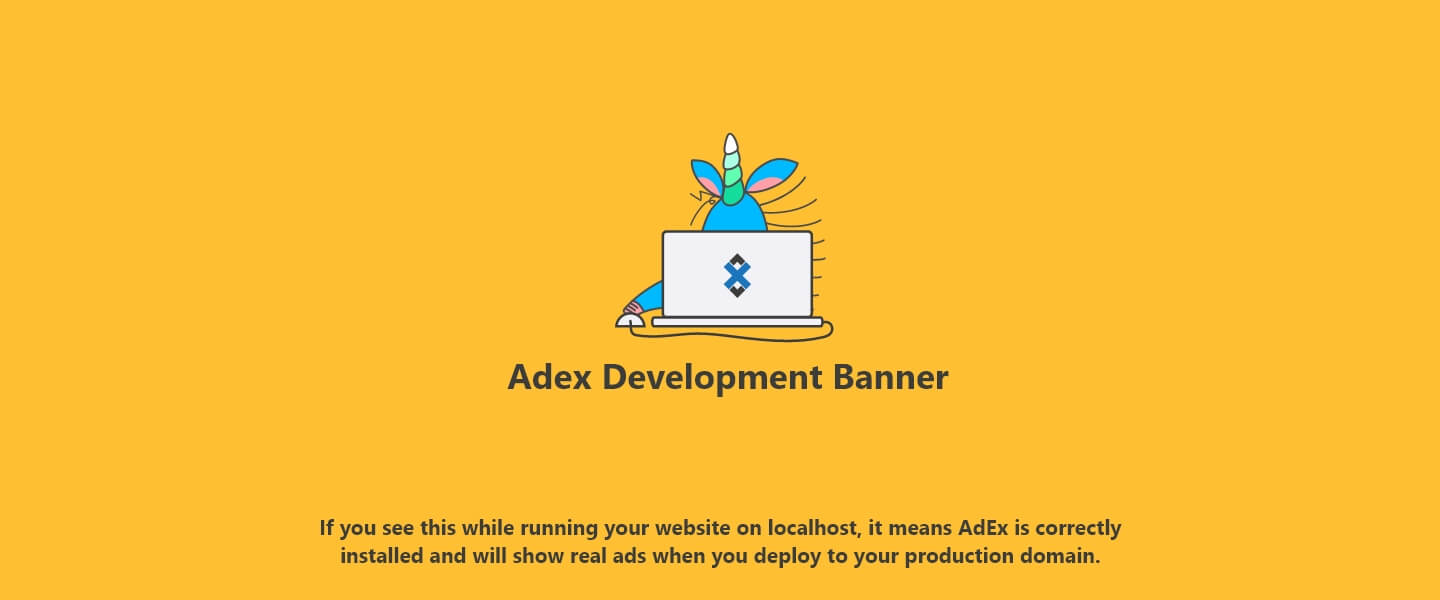 Adex Development Banner
If you see this while running your website on localhost, it means AdEx is correctly
installed and will show real ads when you deploy to your production domain.